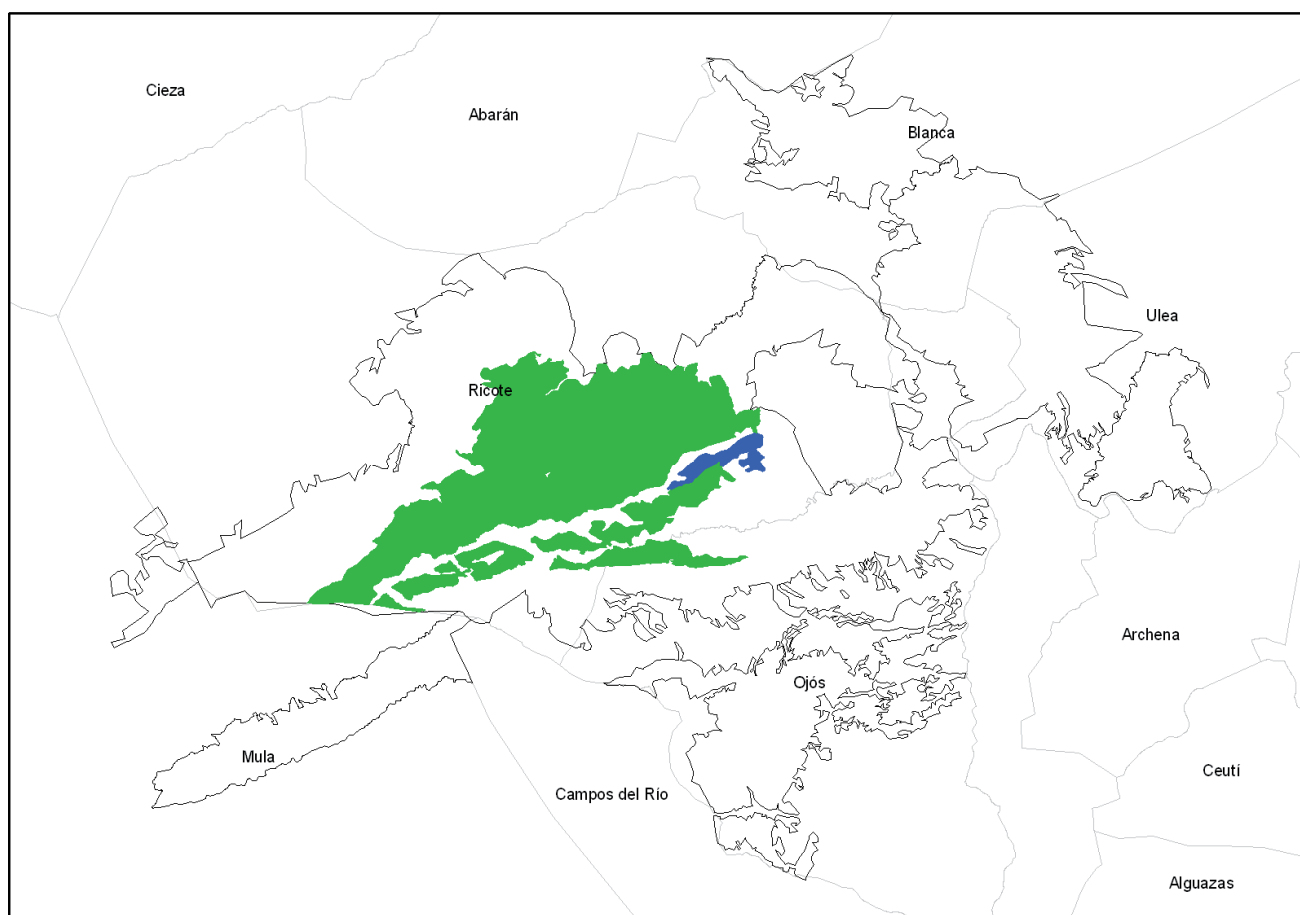 Cieza
Abarán
Blanca
Ulea
Ricote
Archena
Ojós
Mula
Ceutí
Campos del Río
Alguazas